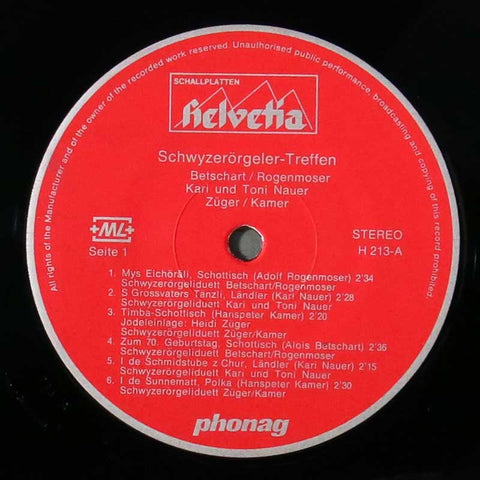 All rights of the Manufacturer and of the owner of the recorded work reserved. Unauthorised public performance, broadcasting and copying of this record prohibited.
SCHALLPLATTEN
Helvetia
Schwyzerörgeler-Treffen
Betschart/Rogenmoser
Kari und Toni Nauer
Züger/Kamer
+ML+
STEREO
Seite 1
H 213-A
1. Mys Eichöräli, Schottisch (Adolf Rogenmoser) 2'34
Schwyzerörgeliduett Betschart/Rogenmoser
2. S Grossvaters Tänzli, Ländler (Kari Nauer) 2'28
Schwyzerörgeliduett Kari und Toni Nauer
3. Timba-Schottisch (Hanspeter Kamer) 2'20
Jodeleinlage: Heidi Züger
Schwyzerörgeliduett Züger/Kamer
4. Zum 70. Geburtstag, Schottisch (Alois Betschart) 2'36
Schwyzerörgeliduett Betschart/Rogenmoser
5. I de Schmidstube z Chur, Ländler (Kari Nauer) 2'15
Schwyzerörgeliduett Kari und Toni Nauer
6. I de Sunnematt, Polka (Hanspeter Kamer) 2'30
Schwyzerörgeliduett Züger/Kamer
phonag